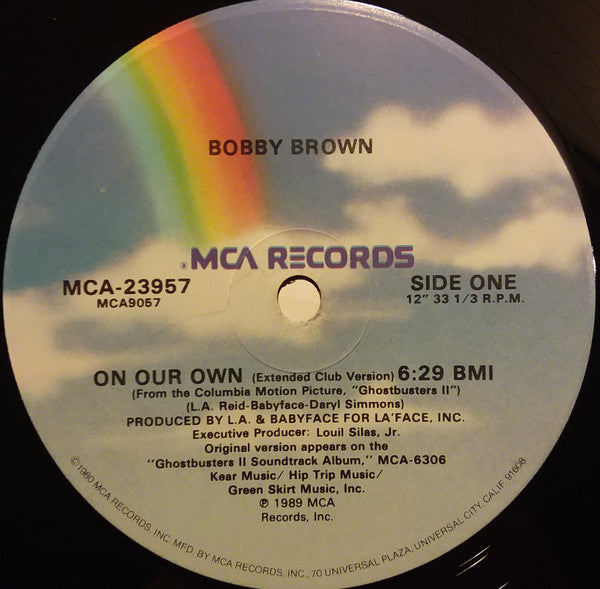 BOBBY BROWN
MCA RECORDS
MCA-23957
MCA9057
SIDE ONE
12" 33 1/3 R.P.M.
ON OUR OWN (Extended Club Version) 6:29 BMI
(From the Columbia Motion Picture, "Ghostbusters II")
(L.A. Reid-Babyface-Daryl Simmons)
PRODUCED BY L.A. & BABYFACE FOR LA'FACE, INC.
Executive Producer: Louil Silas, Jr.
Original version appears on the
"Ghostbusters II Soundtrack Album," MCA-6306
Kear Music/ Hip Trip Music/
Green Skirt Music, Inc.
℗ 1989 MCA
Records, Inc.
©1980 MCA RECORDS, INC. MFD. BY MCA RECORDS, INC., 70 UNIVERSAL PLAZA, UNIVERSAL CITY, CALIF. 91608